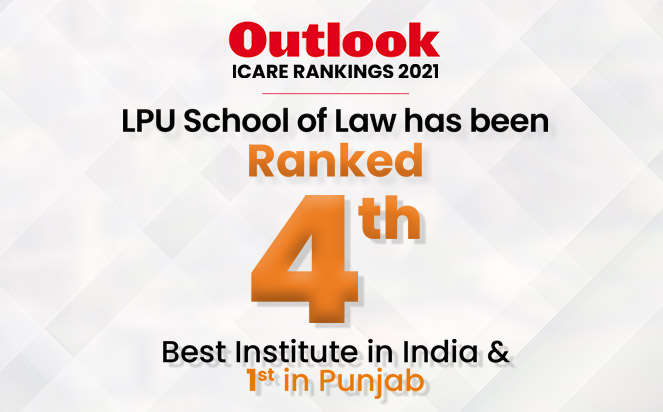 Outlook
ICARE RANKINGS 2021
LPU School of Law has been
Ranked
4th
Best Institute in India &
1st in Punjab